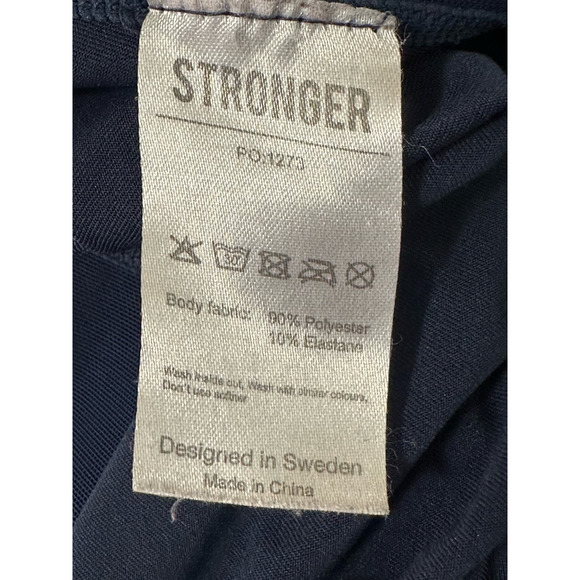 STRONGER
PO.1273
30
Body fabric: 90% Polyester
10% Elastane
Wash inside out, Wash with similar colours,
Don't use softner
Designed in Sweden
Made in China